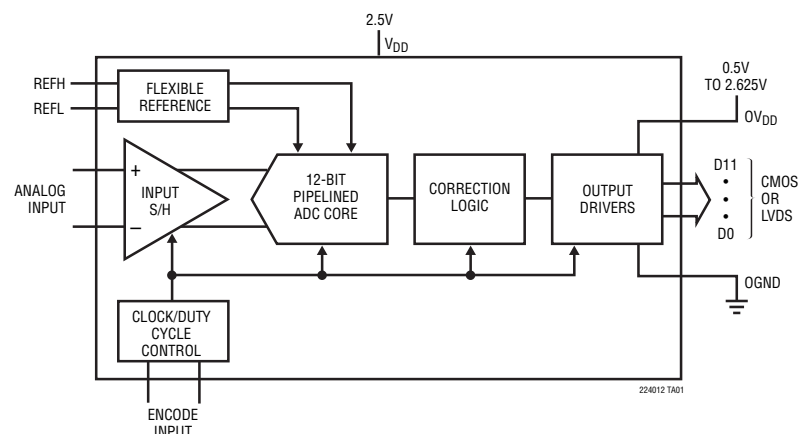 2.5V
VDD
0.5V
TO 2.625V
OVDD
REFH
REFL
FLEXIBLE
REFERENCE
ANALOG
INPUT
+
−
INPUT
S/H
12-BIT
PIPELINED
ADC CORE
CORRECTION
LOGIC
OUTPUT
DRIVERS
D11
•
•
•
D0
CMOS
OR
LVDS
OGND
CLOCK/DUTY
CYCLE
CONTROL
ENCODE
INPUT
224012 TA01